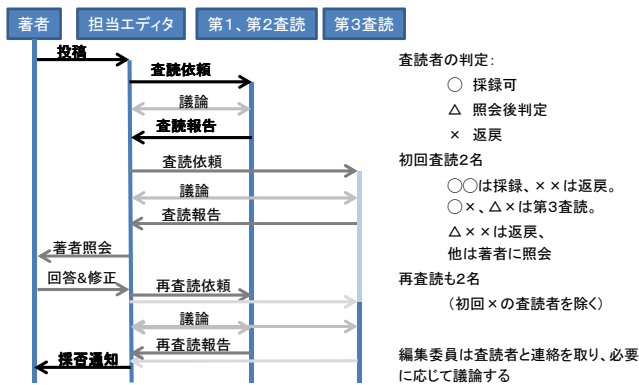 著者
担当エディタ
第1、第2査読
第3査読
投稿
査読依頼
議論
査読報告
査読依頼
議論
査読報告
著者照会
回答&修正
再査読依頼
議論
再査読報告
採否通知
査読者の判定：
○ 採録可
△ 照会後判定
× 返戻
初回査読2名
○○は採録、××は返戻。
○×、△×は第3査読。
△××は返戻、
他は著者に照会
再査読も2名
（初回×の査読者を除く）
編集委員は査読者と連絡を取り、必要
に応じて議論する